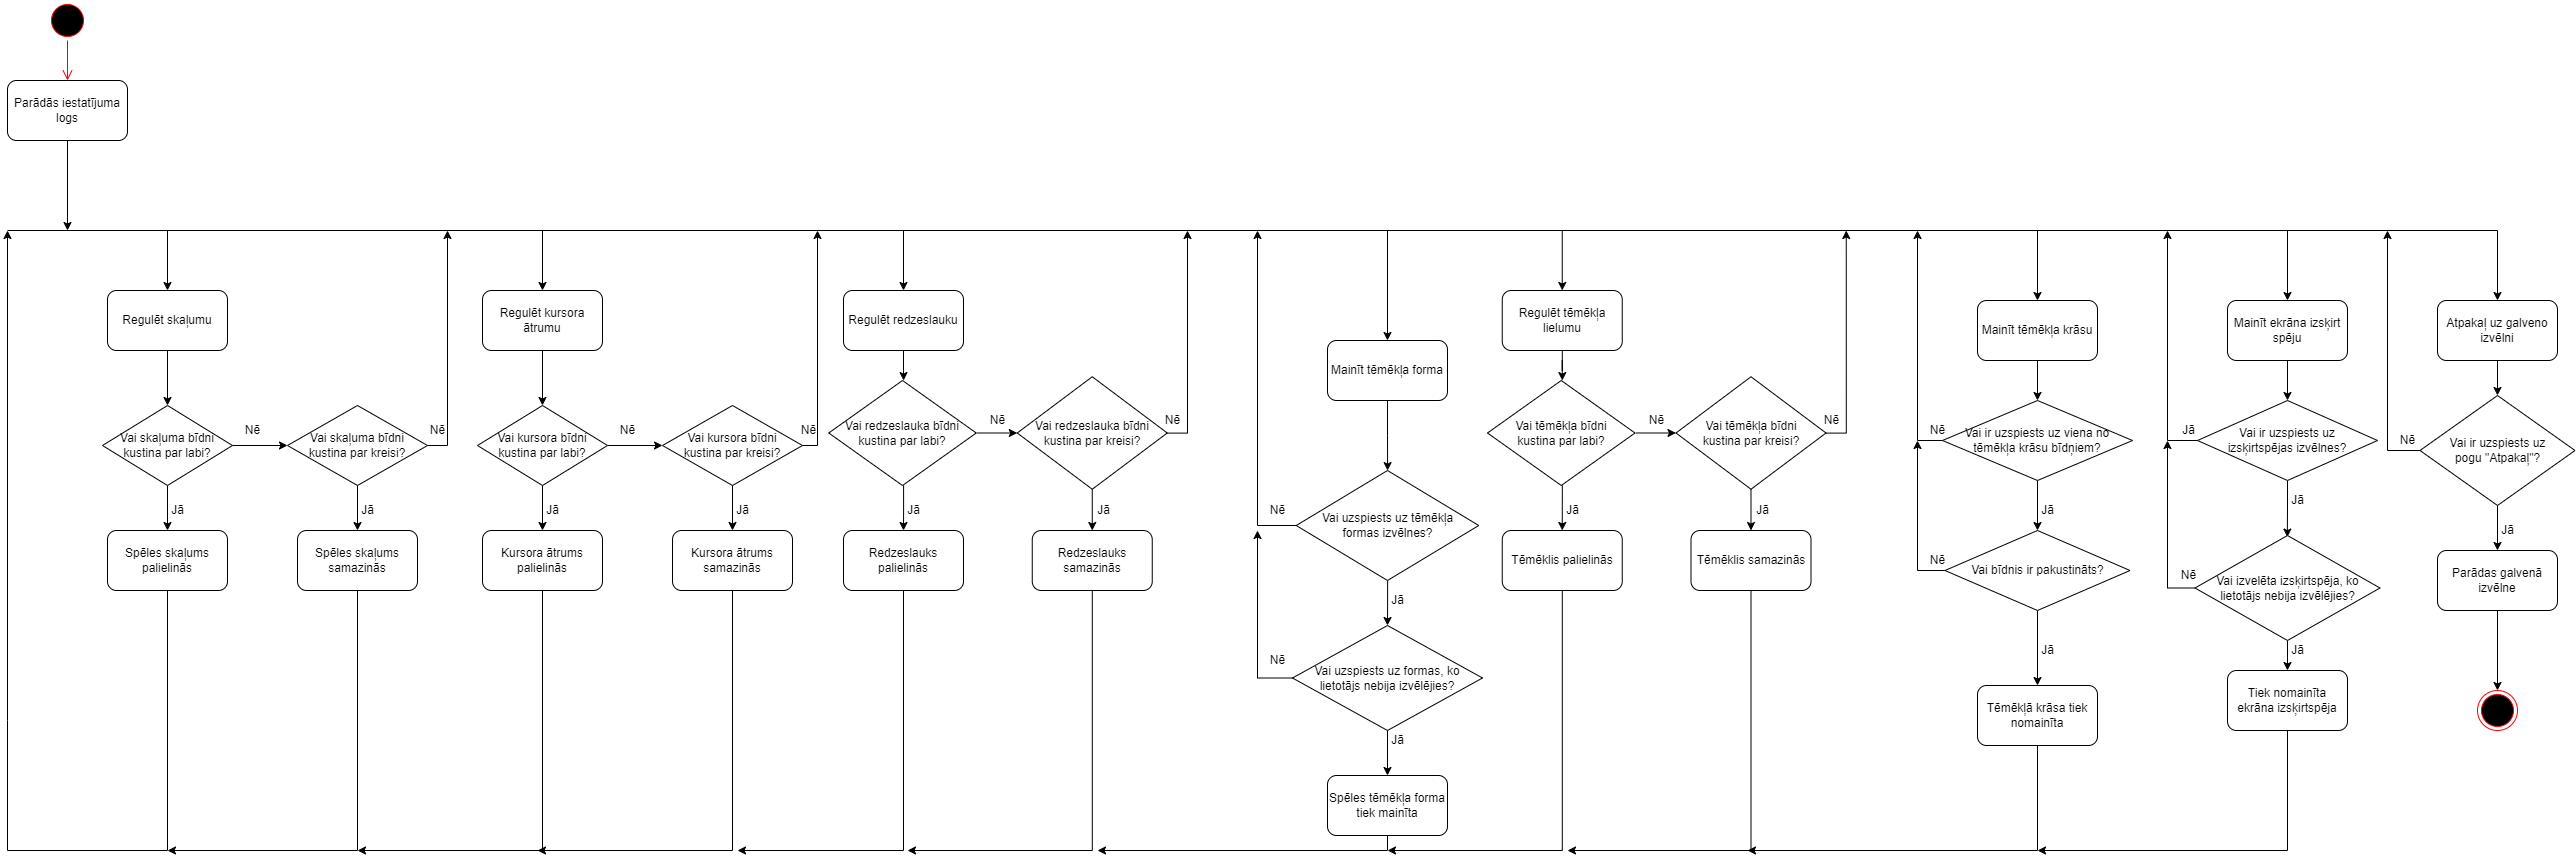 Parādās iestatījuma
logs
Regulēt skaļumu
Vai skaļuma bīdni
kustina par labi?
Nē
Vai skaļuma bīdni
kustina par kreisi?
Nē
Jā
Jā
Spēles skaļums
palielinās
Spēles skaļums
samazinās
Regulēt kursora
ātrumu
Vai kursora bīdni
kustina par labi?
Nē
Vai kursora bīdni
kustina par kreisi?
Nē
Jā
Jā
Kursora ātrums
palielinās
Kursora ātrums
samazinās
Regulēt redzeslauku
Vai redzeslauka bīdni
kustina par labi?
Nē
Vai redzeslauka bīdni
kustina par kreisi?
Nē
Jā
Jā
Redzeslauks
palielinās
Redzeslauks
samazinās
Mainīt tēmēkļa forma
Vai uzspiests uz tēmēkļa
formas izvēlnes?
Nē
Jā
Vai uzspiests uz formas, ko
lietotājs nebija izvēlējies?
Nē
Jā
Spēles tēmēkļa forma
tiek mainīta
Regulēt tēmēkļa
lielumu
Vai tēmēkļa bīdni
kustina par labi?
Nē
Vai tēmēkļa bīdni
kustina par kreisi?
Nē
Jā
Jā
Tēmēklis palielinās
Tēmēklis samazinās
Mainīt tēmēkļa krāsu
Vai ir uzspiests uz viena no
tēmēkļa krāsu bīdņiem?
Nē
Jā
Vai bīdnis ir pakustināts?
Nē
Jā
Tēmēkļā krāsa tiek
nomainīta
Mainīt ekrāna izsķirt
spēju
Vai ir uzspiests uz
izsķirtspējas izvēlnes?
Jā
Jā
Vai izvelēta izsķirtspēja, ko
lietotājs nebija izvēlējies?
Nē
Jā
Tiek nomainīta
ekrāna izsķirtspēja
Atpakaļ uz galveno
izvēlni
Vai ir uzspiests uz
pogu "Atpakaļ"?
Nē
Jā
Parādas galvenā
izvēlne